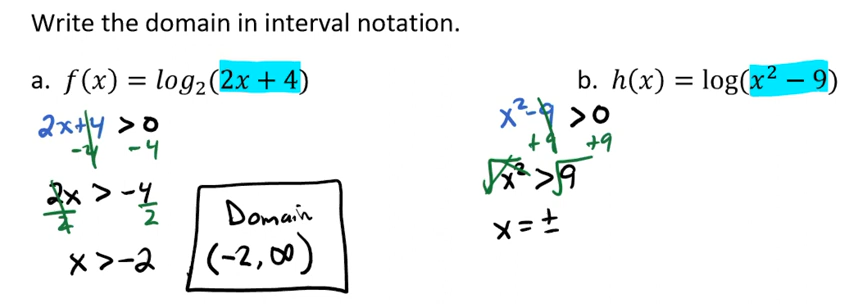 Write the domain in interval notation.
a. f(x) = log₂(2x + 4)
2x+4 > 0
-4 -4
2x > -4
2 2
x > -2
Domain
(-2, ∞)
b. h(x) = log(x² – 9)
x²-9 > 0
+9 +9
√x² > √9
x = ±